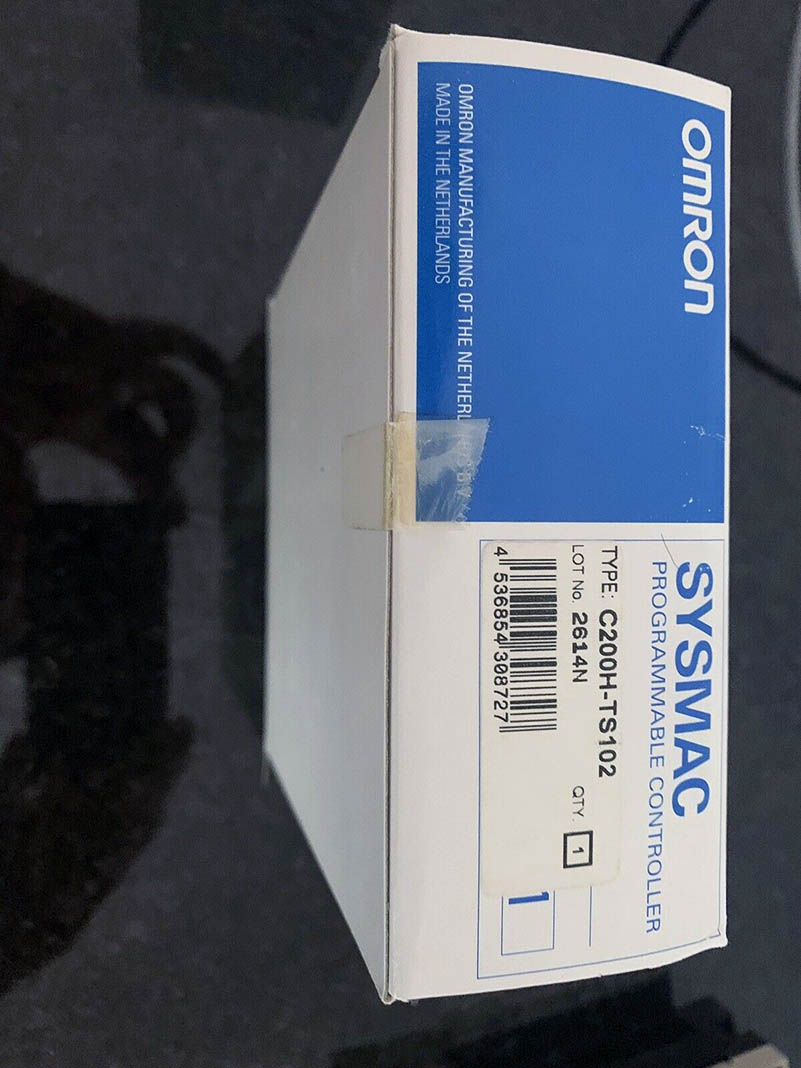 OMRON
OMRON MANUFACTURING OF THE NETHERLANDS B.V.
MADE IN THE NETHERLANDS
SYSMAC
PROGRAMMABLE CONTROLLER
TYPE: C200H-TS102
LOT No. 2614N
QTY. 1
4 536854 308727
1